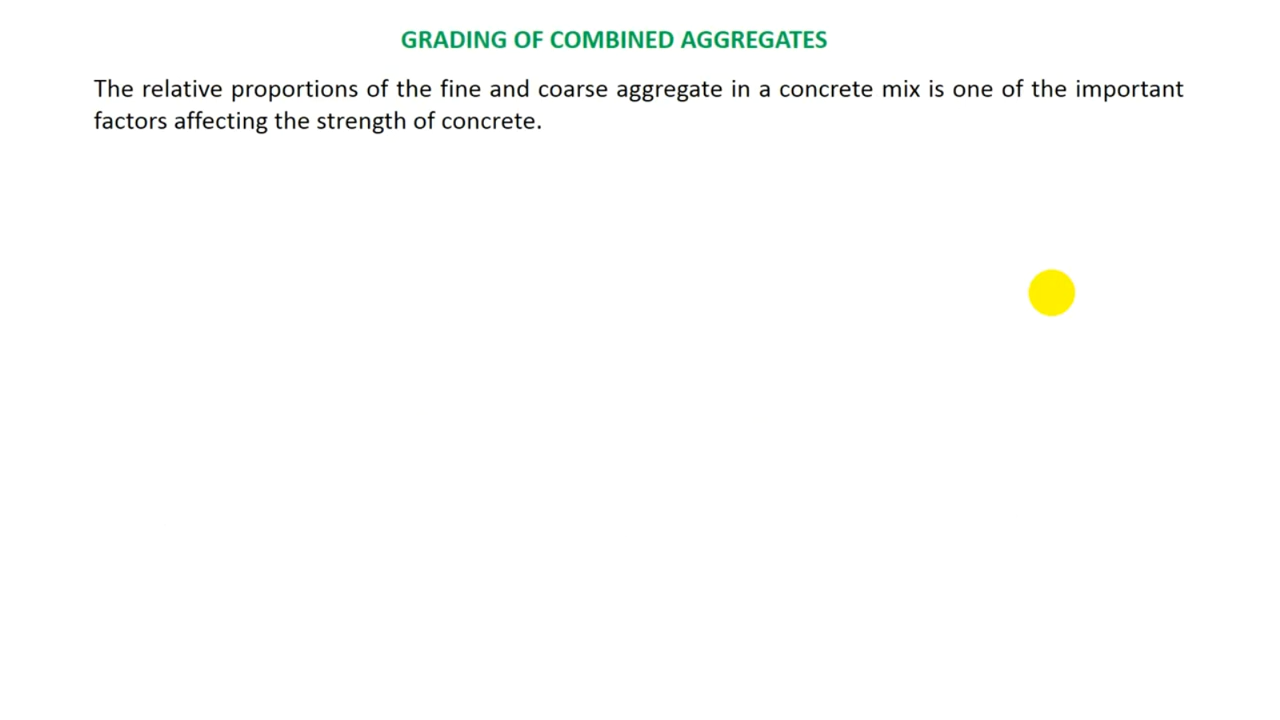 GRADING OF COMBINED AGGREGATES
The relative proportions of the fine and coarse aggregate in a concrete mix is one of the important
factors affecting the strength of concrete.